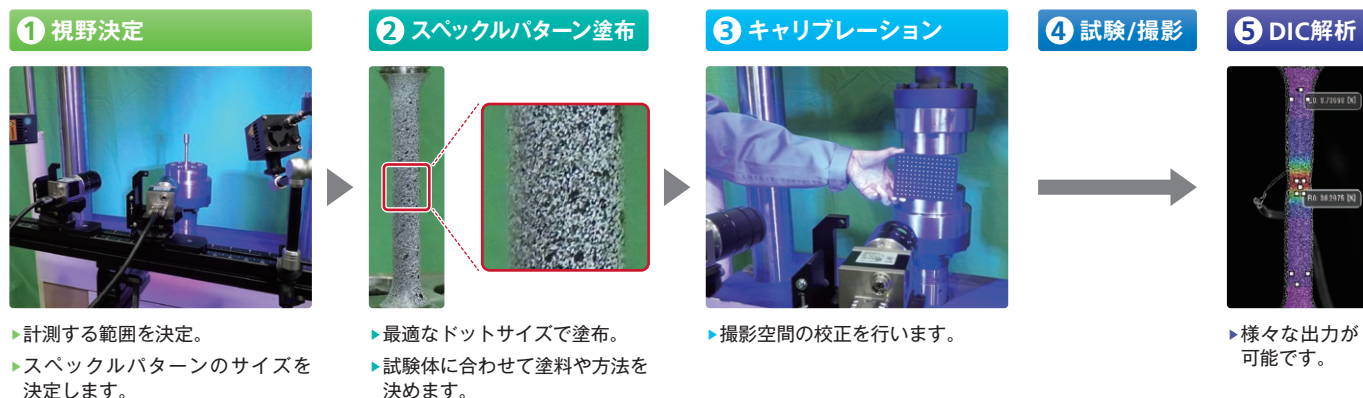 1 視野決定
2 スペックルパターン塗布
3 キャリブレーション
4 試験/撮影
5 DIC解析
▶計測する範囲を決定。
▶スペックルパターンのサイズを
決定します。
▶最適なドットサイズで塗布。
▶試験体に合わせて塗料や方法を
決めます。
▶撮影空間の校正を行います。
▶様々な出力が
可能です。